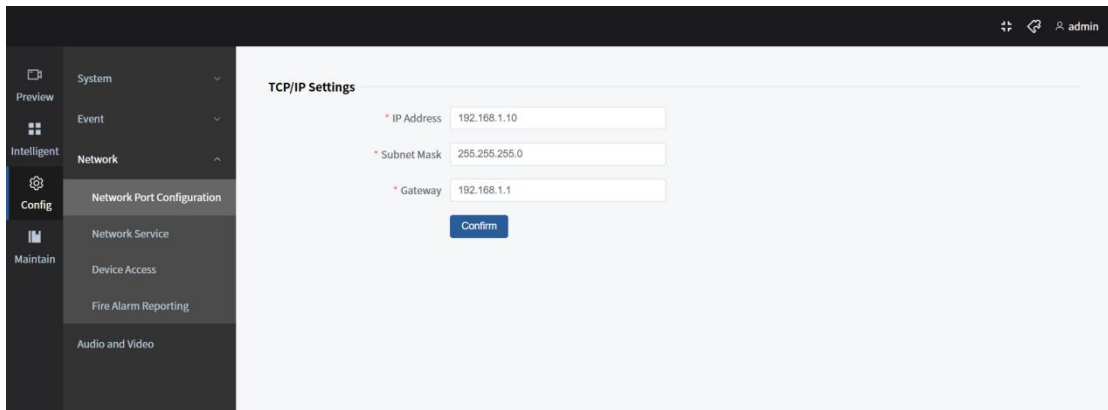 admin
Preview
Intelligent
Config
Maintain
System
Event
Network
Network Port Configuration
Network Service
Device Access
Fire Alarm Reporting
Audio and Video
TCP/IP Settings
* IP Address 192.168.1.10
* Subnet Mask 255.255.255.0
* Gateway 192.168.1.1
Confirm